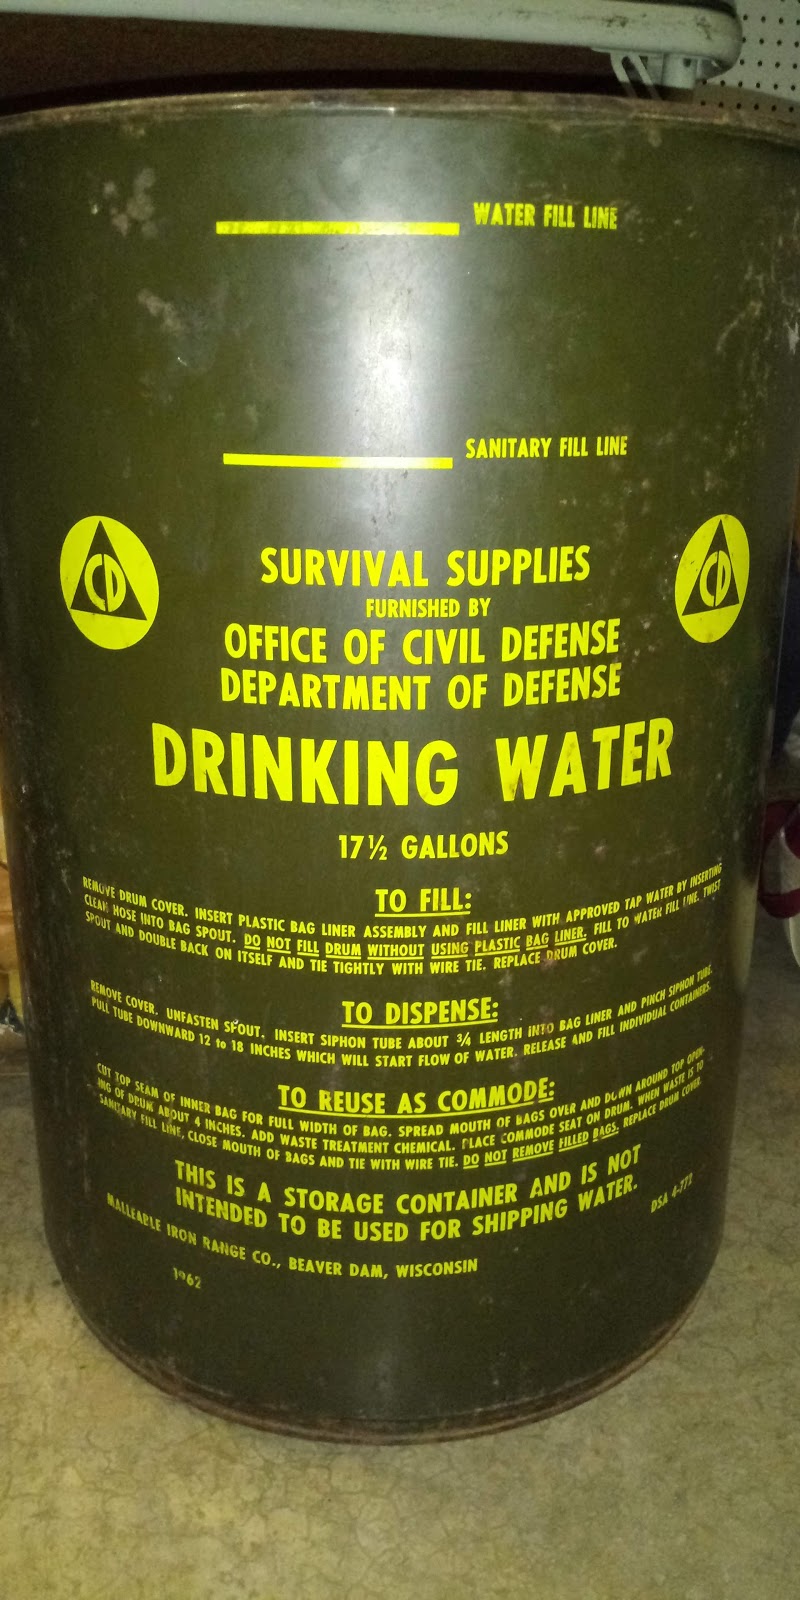 WATER FILL LINE
SANITARY FILL LINE
CD
CD
SURVIVAL SUPPLIES
FURNISHED BY
OFFICE OF CIVIL DEFENSE
DEPARTMENT OF DEFENSE
DRINKING WATER
17½ GALLONS
TO FILL:
REMOVE DRUM COVER. INSERT PLASTIC BAG LINER ASSEMBLY AND FILL LINER WITH APPROVED TAP WATER BY INSERTING
CLEAN HOSE INTO BAG SPOUT. DO NOT FILL DRUM WITHOUT USING PLASTIC BAG LINER. FILL TO WATER FILL LINE. TWIST
SPOUT AND DOUBLE BACK ON ITSELF AND TIE TIGHTLY WITH WIRE TIE. REPLACE DRUM COVER.
TO DISPENSE:
REMOVE COVER. UNFASTEN SPOUT. INSERT SIPHON TUBE ABOUT ¾ LENGTH INTO BAG LINER AND PINCH SIPHON TUBE.
PULL TUBE DOWNWARD 12 to 18 INCHES WHICH WILL START FLOW OF WATER. RELEASE AND FILL INDIVIDUAL CONTAINERS.
TO REUSE AS COMMODE:
CUT TOP SEAM OF INNER BAG FOR FULL WIDTH OF BAG. SPREAD MOUTH OF BAGS OVER AND DOWN AROUND TOP OPEN-
ING OF DRUM ABOUT 4 INCHES. ADD WASTE TREATMENT CHEMICAL. PLACE COMMODE SEAT ON DRUM. WHEN WASTE IS TO
SANITARY FILL LINE, CLOSE MOUTH OF BAGS AND TIE WITH WIRE TIE. DO NOT REMOVE FILLED BAGS. REPLACE DRUM COVER.
THIS IS A STORAGE CONTAINER AND IS NOT
INTENDED TO BE USED FOR SHIPPING WATER.
DSA 4-772
MALLEABLE IRON RANGE CO., BEAVER DAM, WISCONSIN
1962